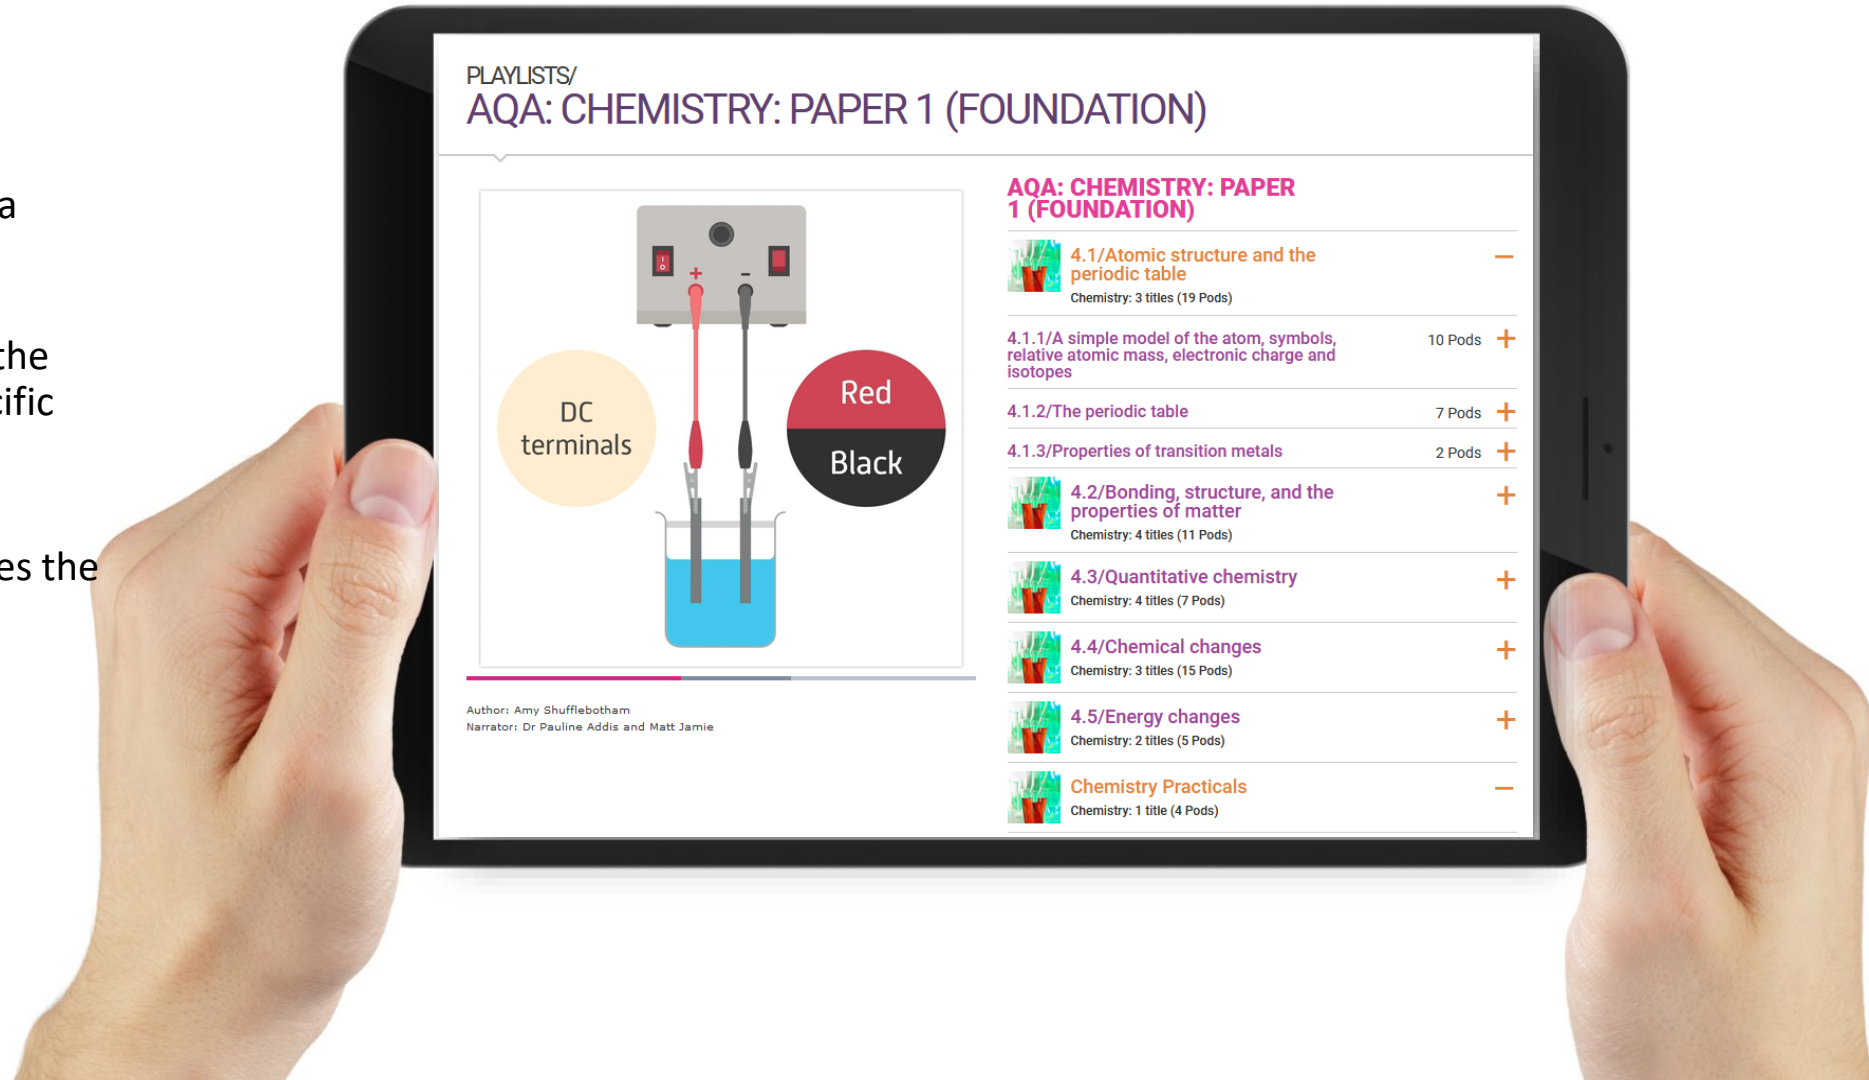 a
the
cific
es the
PLAYLISTS/
AQA: CHEMISTRY: PAPER 1 (FOUNDATION)
+ -
DC
terminals
Red
Black
Author: Amy Shufflebotham
Narrator: Dr Pauline Addis and Matt Jamie
AQA: CHEMISTRY: PAPER
1 (FOUNDATION)
4.1/Atomic structure and the
periodic table
Chemistry: 3 titles (19 Pods)
4.1.1/A simple model of the atom, symbols,
relative atomic mass, electronic charge and
isotopes
10 Pods
4.1.2/The periodic table
7 Pods
4.1.3/Properties of transition metals
2 Pods
4.2/Bonding, structure, and the
properties of matter
Chemistry: 4 titles (11 Pods)
4.3/Quantitative chemistry
Chemistry: 4 titles (7 Pods)
4.4/Chemical changes
Chemistry: 3 titles (15 Pods)
4.5/Energy changes
Chemistry: 2 titles (5 Pods)
Chemistry Practicals
Chemistry: 1 title (4 Pods)